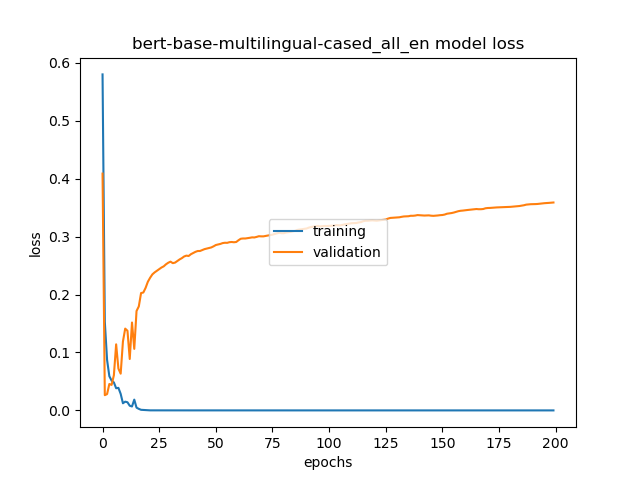 bert-base-multilingual-cased_all_en model loss
0.6
0.5
0.4
0.3
0.2
0.1
0.0
loss
training
validation
0 25 50 75 100 125 150 175 200
epochs